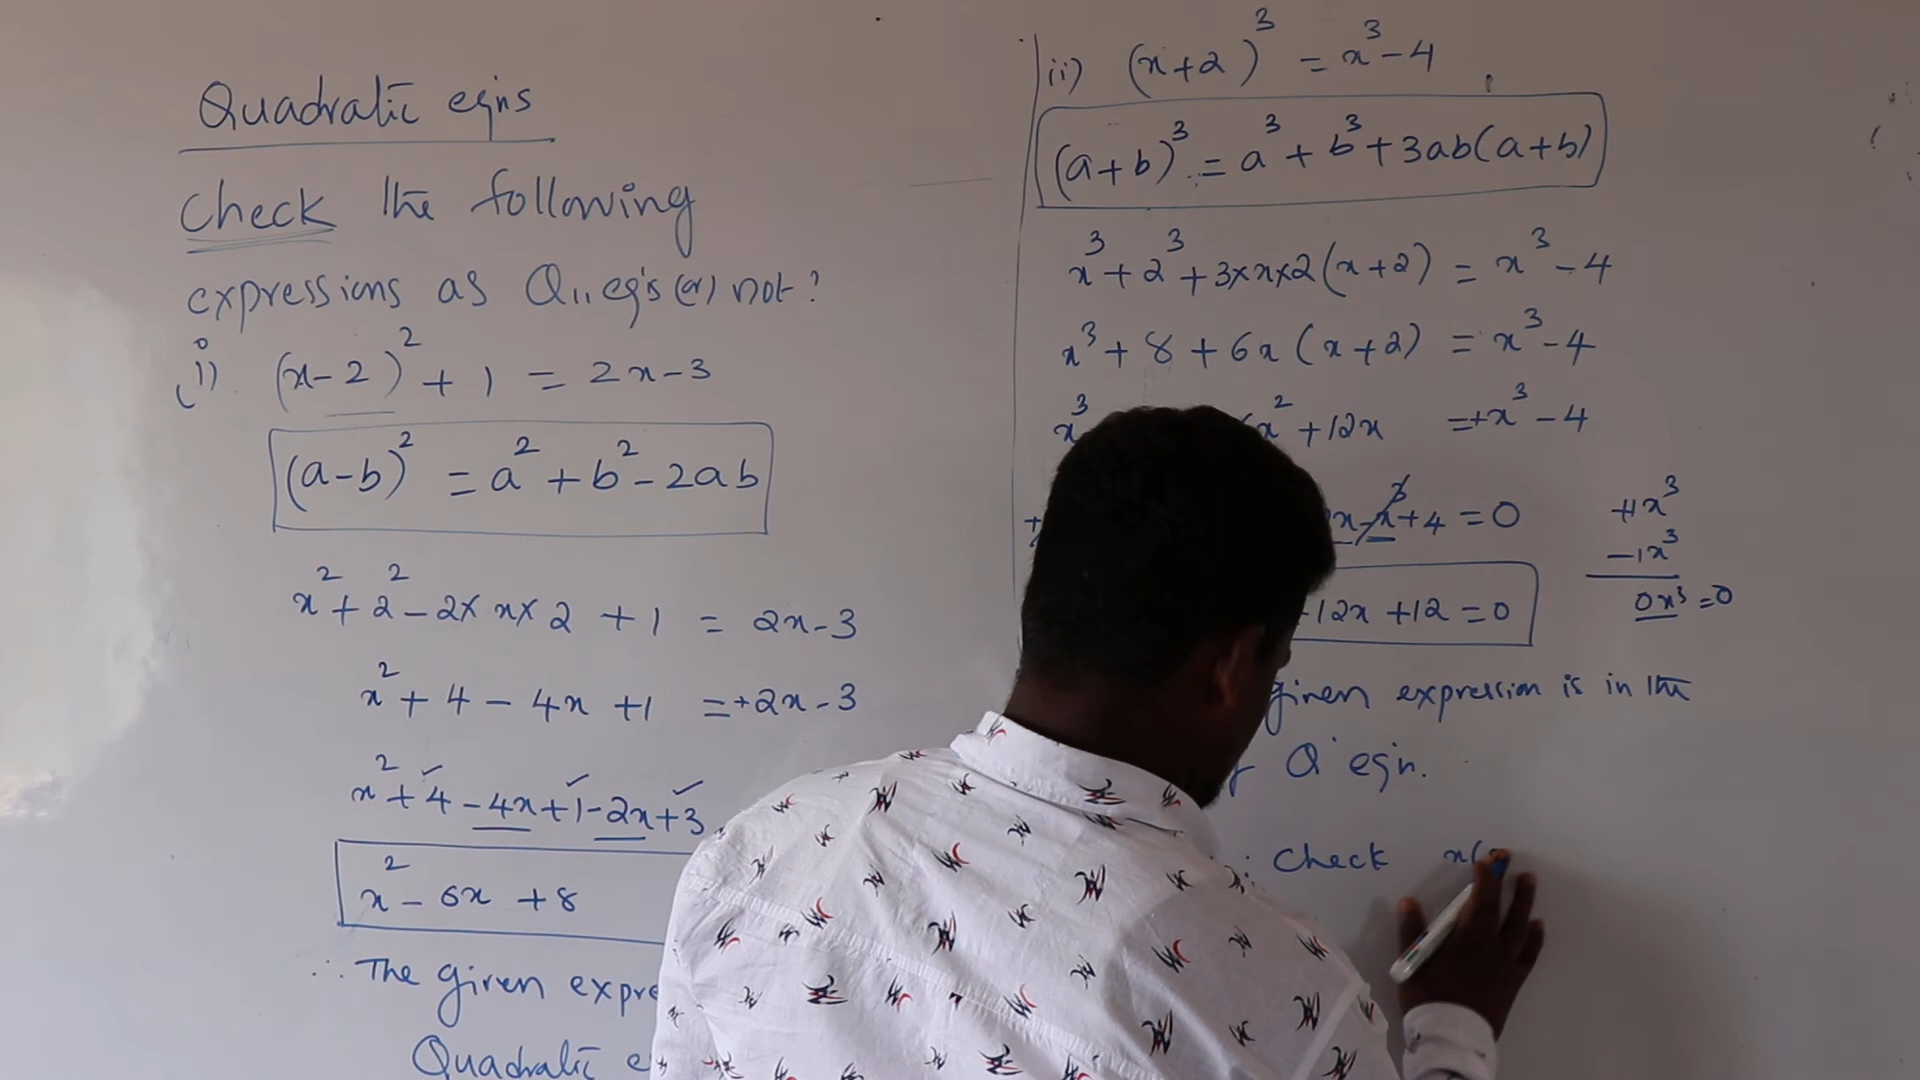 Quadratic eqns
Check the following
expressions as Q,, eq's (or) not?
(i) (x-2)² + 1 = 2x-3
(a-b)² = a² + b² - 2ab
x² + 2² - 2× x× 2 + 1 = 2x-3
x² + 4 - 4x +1 =+2x-3
x² + 4 - 4x + 1 - 2x + 3
x² - 6x + 8
∴ The given
Quadratic
ii) (x+2)³ = x³ - 4
(a+b)³ = a³ + b³ + 3ab(a+b)
x³ + 2³ + 3×x×2(x+2) = x³ - 4
x³ + 8 + 6x (x+2) = x³ - 4
x³ x² + 12x =+x³ - 4
x - x³ + 4 = 0
+1x³
-1x³
0x³ = 0
12x + 12 = 0
given expression is in the
Q eqn.
: Check x(